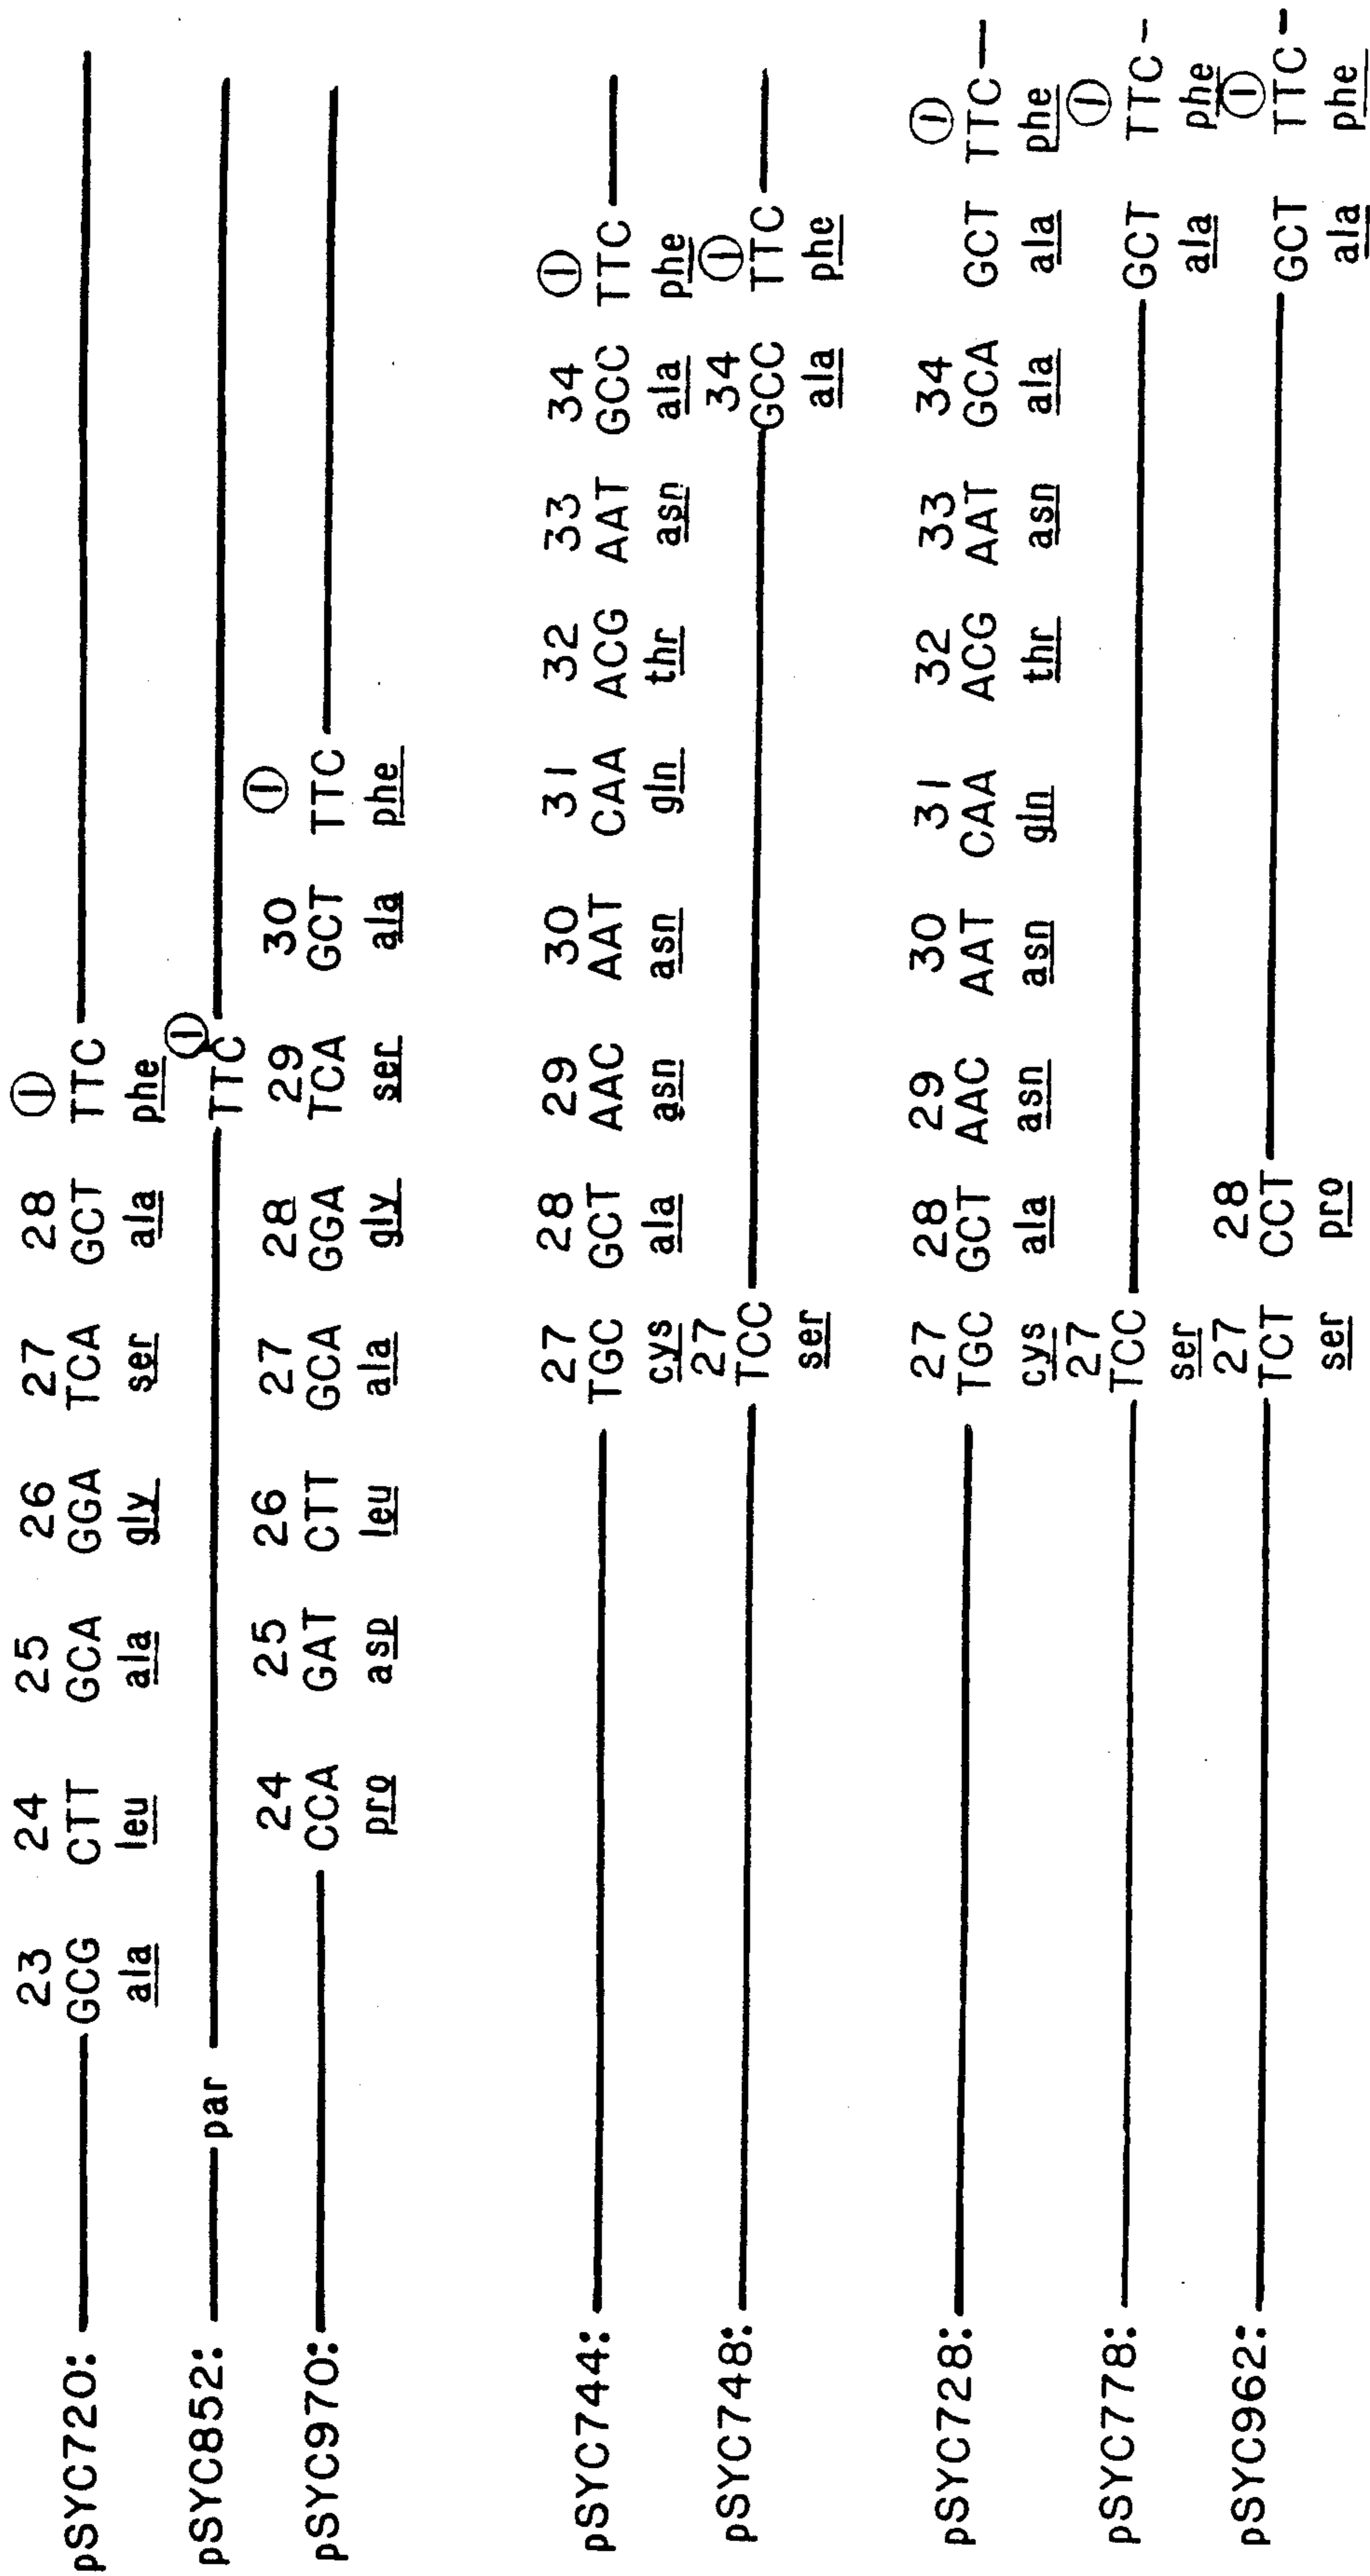 23 24 25 26 27 28 ①
pSYC720: GCG CTT GCA GGA TCA GCT TTC
ala leu ala gly ser ala phe
①
pSYC852: par TTC
24 25 26 27 28 29 30 ①
pSYC970: CCA GAT CTT GCA GGA TCA GCT TTC
pro asp leu ala gly ser ala phe
27 28 29 30 31 32 33 34 ①
pSYC744: TGC GCT AAC AAT CAA ACG AAT GCC TTC
cys ala asn asn gln thr asn ala phe
27 34 ①
pSYC748: TCC GCC TTC
ser ala phe
27 28 29 30 31 32 33 34 ①
pSYC728: TGC GCT AAC AAT CAA ACG AAT GCA GCT TTC
cys ala asn asn gln thr asn ala ala phe
27 ①
pSYC778: TCC GCT TTC
ser ala phe
27 28 ①
pSYC962: TCT CCT GCT TTC
ser pro ala phe